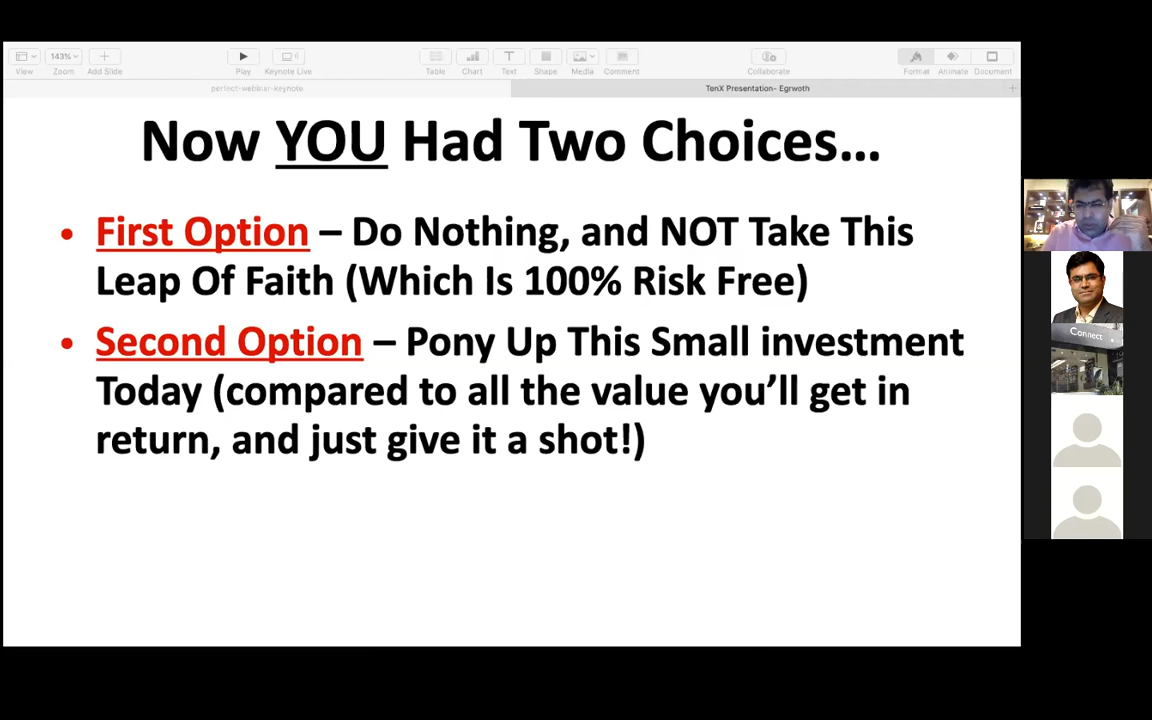 143%
View
Zoom
Add Slide
Play
Keynote Live
Table
Chart
Text
Shape
Media
Comment
Collaborate
Format
Animate
Document
perfect-webinar-keynote
TenX Presentation- Egrwoth
Now YOU Had Two Choices...
• First Option – Do Nothing, and NOT Take This
Leap Of Faith (Which Is 100% Risk Free)
• Second Option – Pony Up This Small investment
Today (compared to all the value you’ll get in
return, and just give it a shot!)
Connect